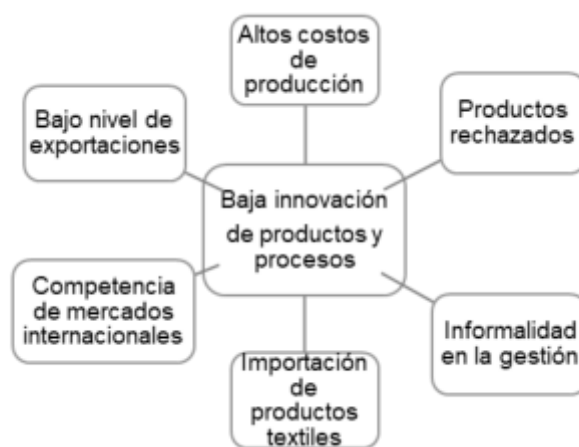 Altos costos
de
producción
Bajo nivel de
exportaciones
Productos
rechazados
Baja innovación
de productos y
procesos
Competencia
de mercados
internacionales
Informalidad
en la gestión
Importación
de
productos
textiles